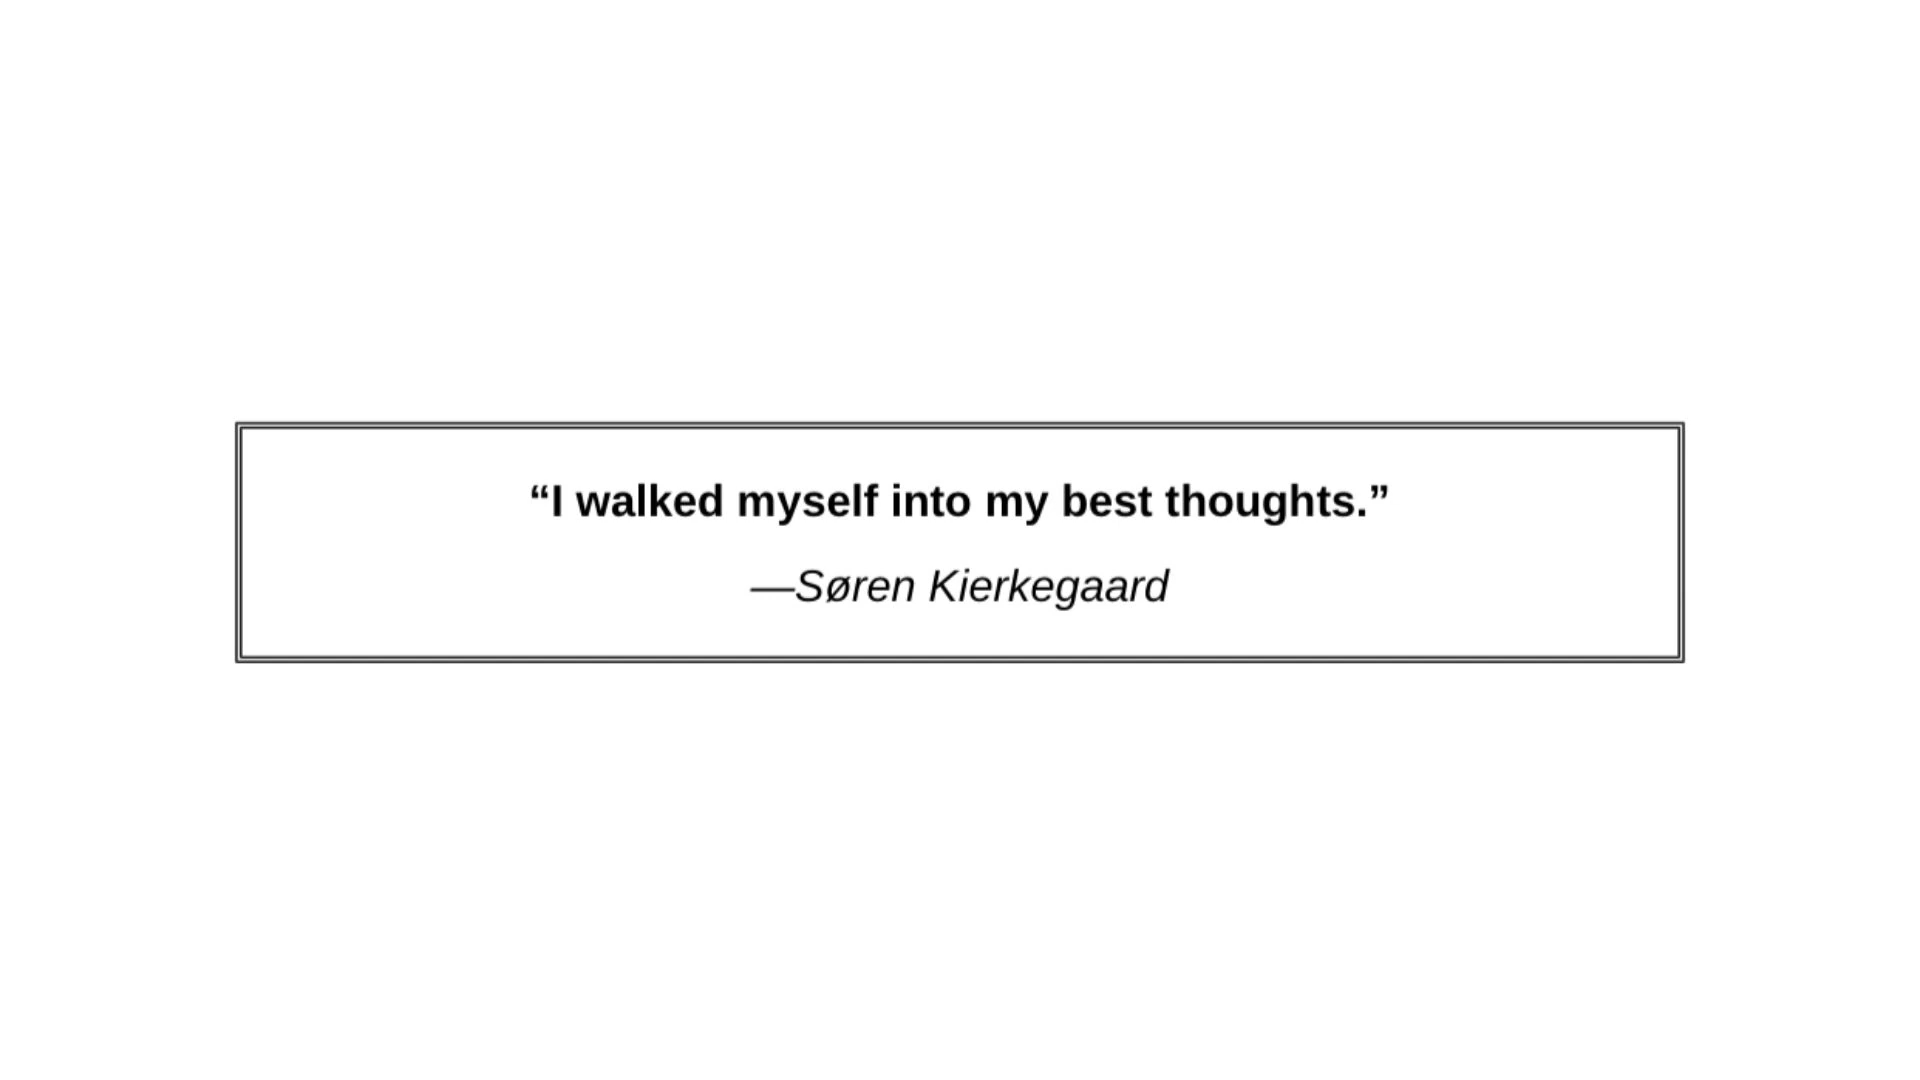 “I walked myself into my best thoughts.”
—Søren Kierkegaard